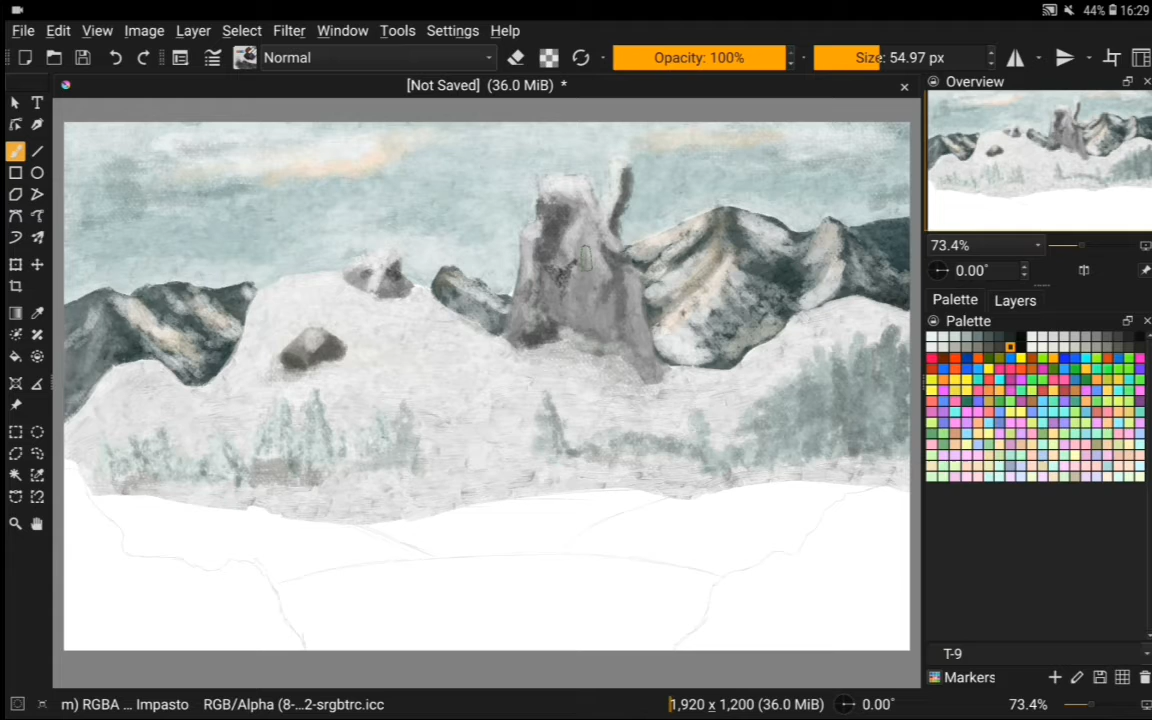 44% 16:29
File Edit View Image Layer Select Filter Window Tools Settings Help
Normal Opacity: 100% Size: 54.97 px
[Not Saved] (36.0 MiB) *
Overview
73.4%
0.00°
Palette Layers
Palette
T-9
Markers
m) RGBA ... Impasto RGB/Alpha (8-...2-srgbtrc.icc 1,920 x 1,200 (36.0 MiB) 0.00° 73.4%